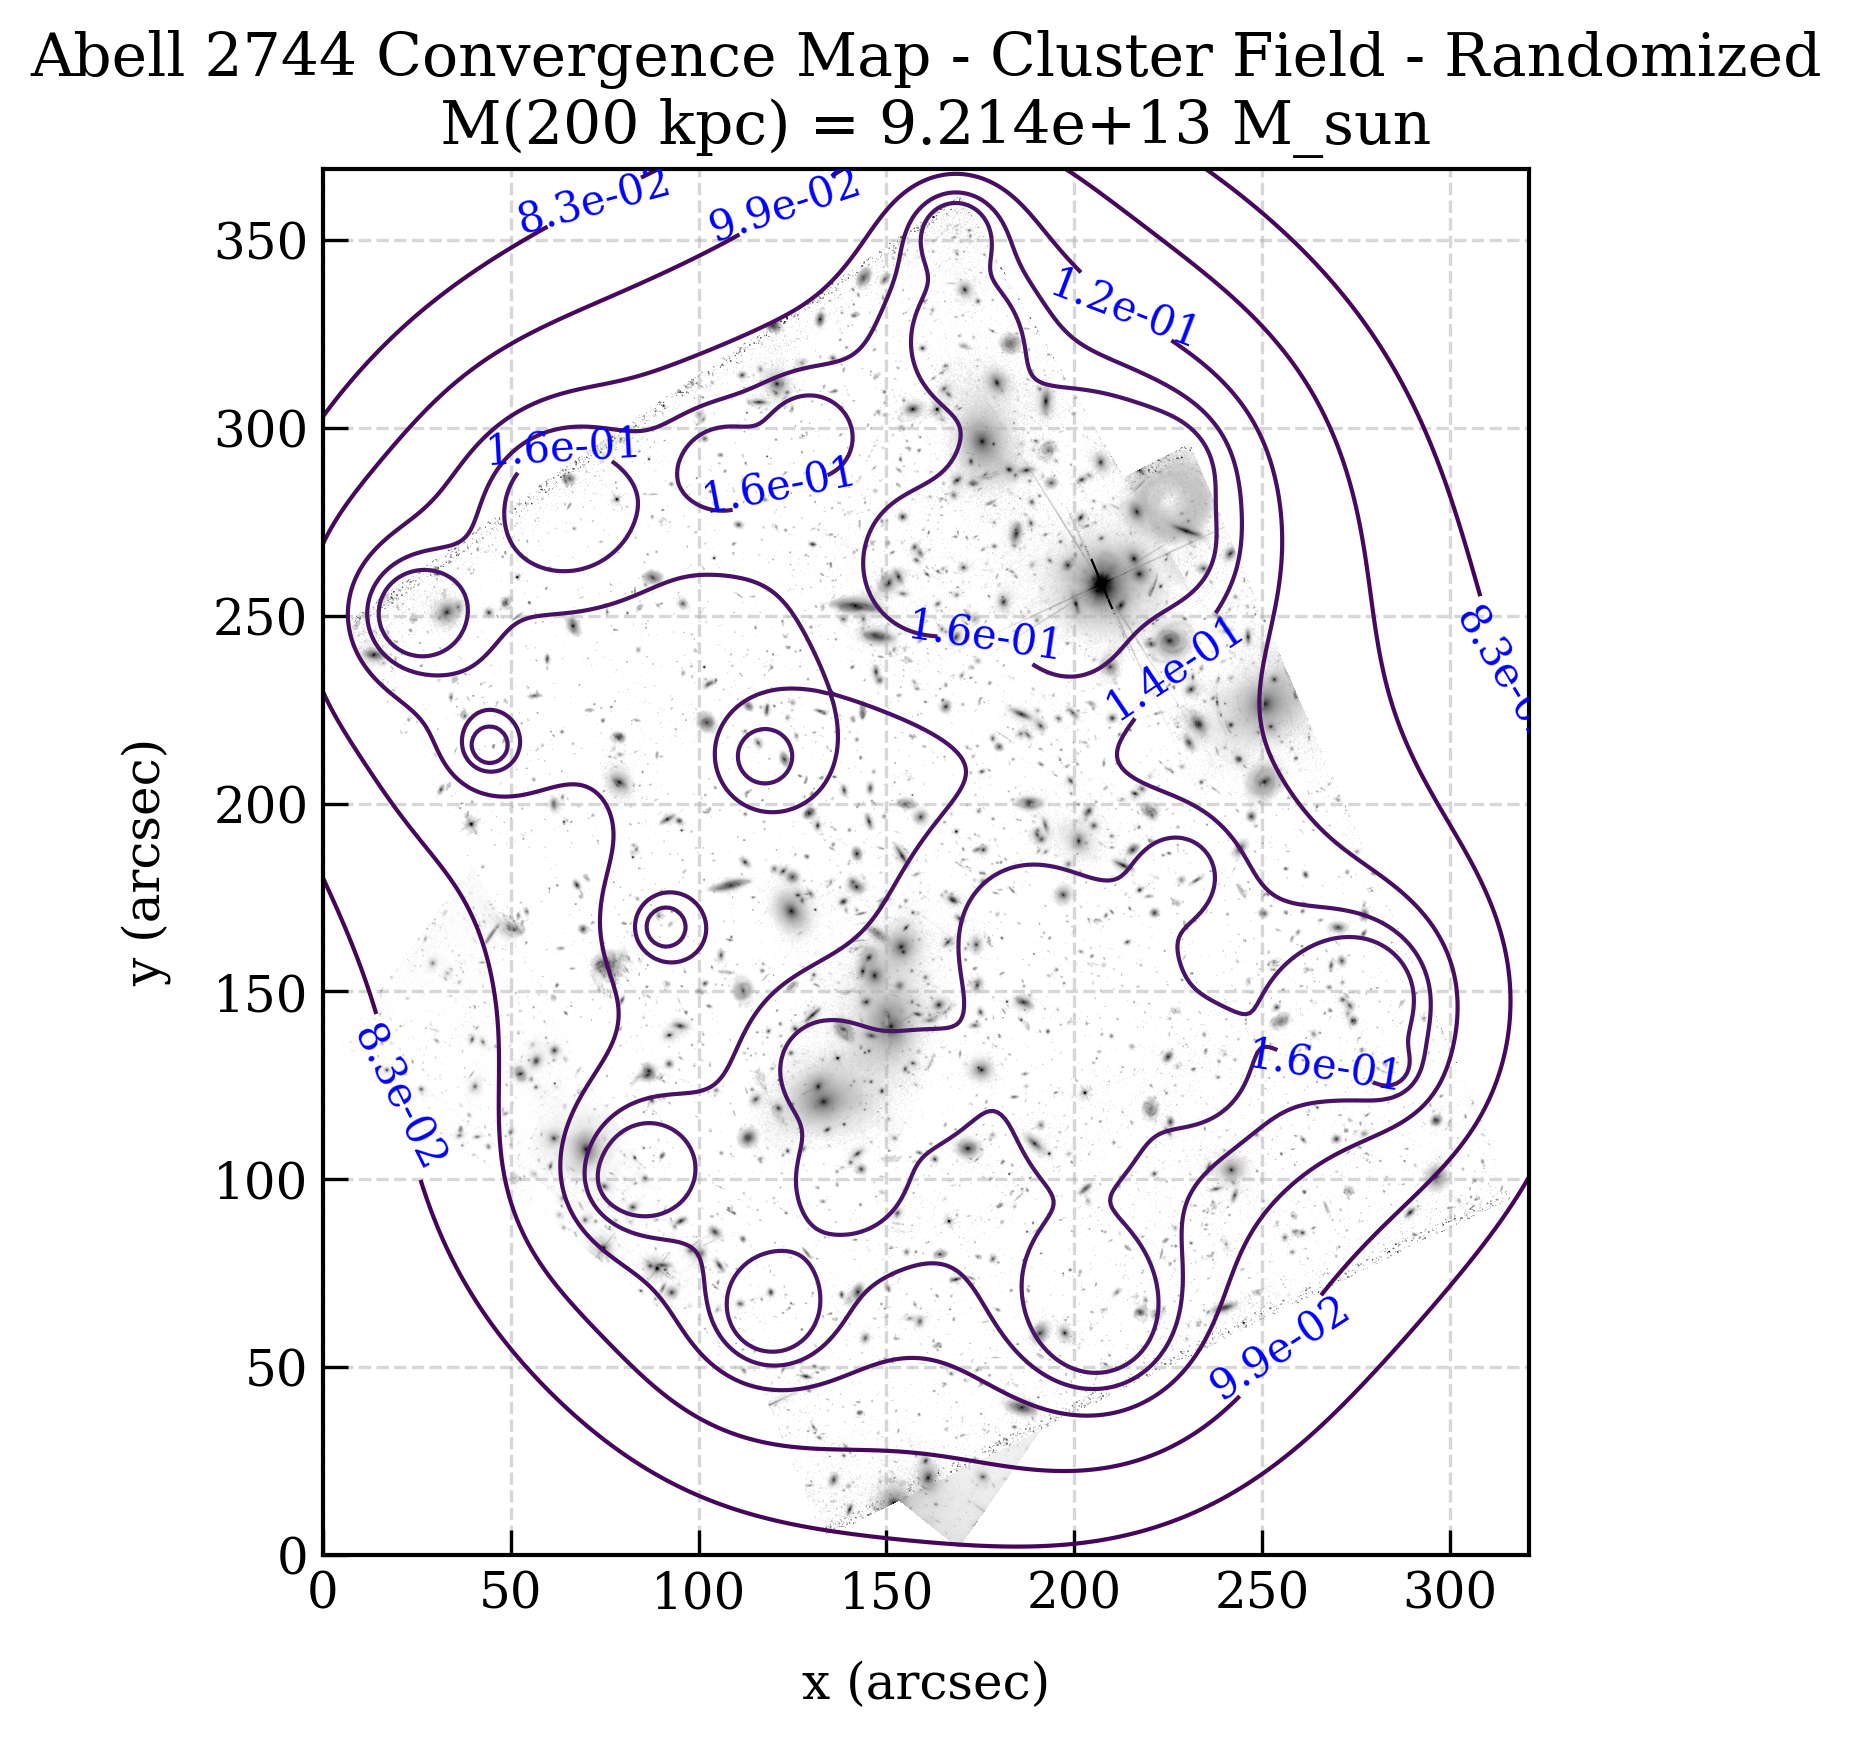 Abell 2744 Convergence Map - Cluster Field - Randomized
M(200 kpc) = 9.214e+13 M_sun
8.3e-02
9.9e-02
1.2e-01
1.6e-01
1.6e-01
1.6e-01
1.4e-01
8.3e-0
1.6e-01
8.3e-02
9.9e-02
y (arcsec)
350
300
250
200
150
100
50
0
0 50 100 150 200 250 300
x (arcsec)